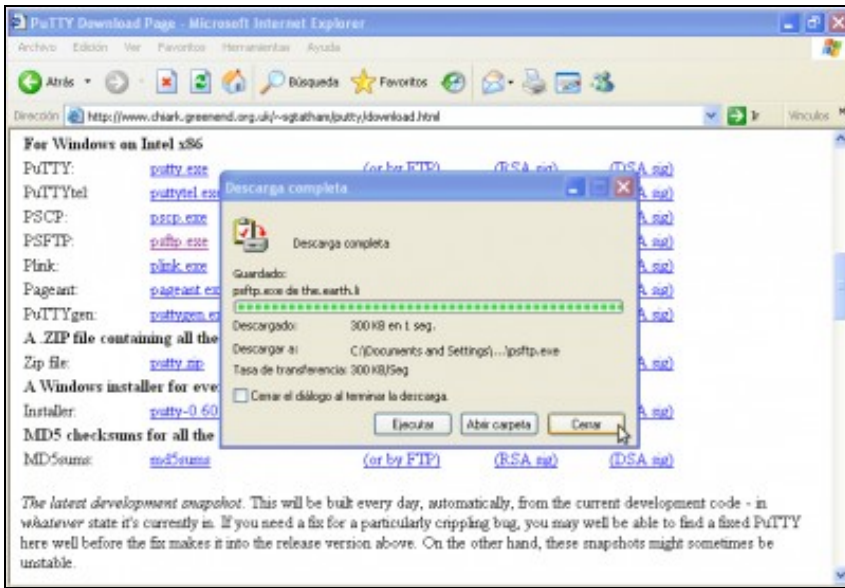 PuTTY Download Page - Microsoft Internet Explorer
Archivo Edición Ver Favoritos Herramientas Ayuda
Atrás Búsqueda Favoritos
Dirección http://www.chiark.greenend.org.uk/~sgtatham/putty/download.html Ir Vínculos
For Windows on Intel x86
PuTTY: putty.exe (or by FTP) (RSA sig) (DSA sig)
PuTTYtel: puttytel.exe
PSCP: pscp.exe
PSFTP: psftp.exe
Plink: plink.exe
Pageant: pageant.ex
PuTTYgen: puttygen.ex
A .ZIP file containing all the
Zip file: putty.zip
A Windows installer for eve
Installer: putty-0.60
MD5 checksums for all the
MD5sums: md5sums (or by FTP) (RSA sig) (DSA sig)
Descarga completa
Descarga completa
Guardado:
psftp.exe de the.earth.li
Descargado: 300 KB en 1 seg.
Descargar a: C:\Documents and Settings\...\psftp.exe
Tasa de transferencia: 300 KB/Seg
Cerrar el diálogo al terminar la descarga.
Ejecutar Abrir carpeta Cerrar
The latest development snapshot. This will be built every day, automatically, from the current development code - in
whatever state it's currently in. If you need a fix for a particularly crippling bug, you may well be able to find a fixed PuTTY
here well before the fix makes it into the release version above. On the other hand, these snapshots might sometimes be
unstable.